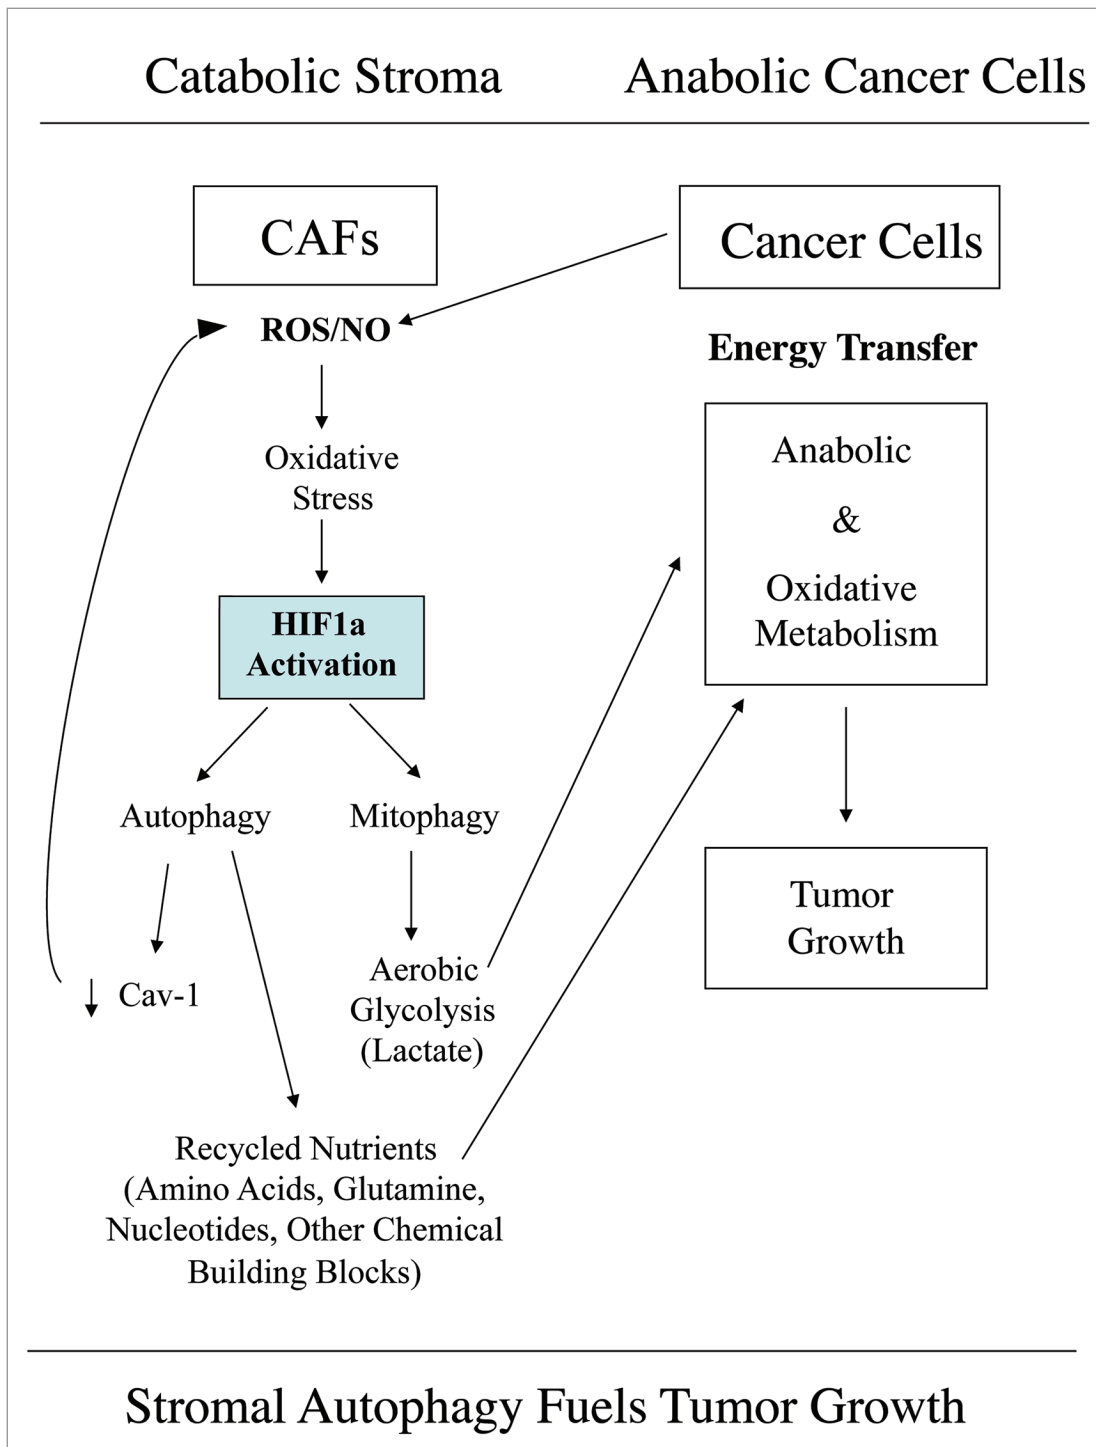 Catabolic Stroma
Anabolic Cancer Cells
CAFs
Cancer Cells
ROS/NO
Energy Transfer
Oxidative
Stress
Anabolic
&
Oxidative
Metabolism
HIF1a
Activation
Autophagy
Mitophagy
Tumor
Growth
Cav-1
Aerobic
Glycolysis
(Lactate)
Recycled Nutrients
(Amino Acids, Glutamine,
Nucleotides, Other Chemical
Building Blocks)
Stromal Autophagy Fuels Tumor Growth